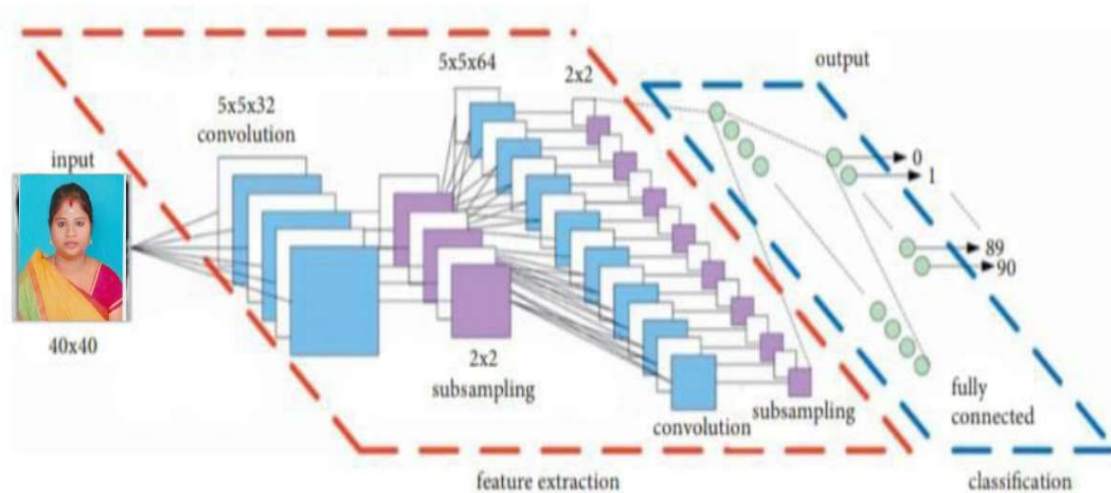 5x5x64
2x2
output
5x5x32
convolution
input
0
1
89
90
40x40
2x2
subsampling
fully
connected
subsampling
convolution
feature extraction
classification